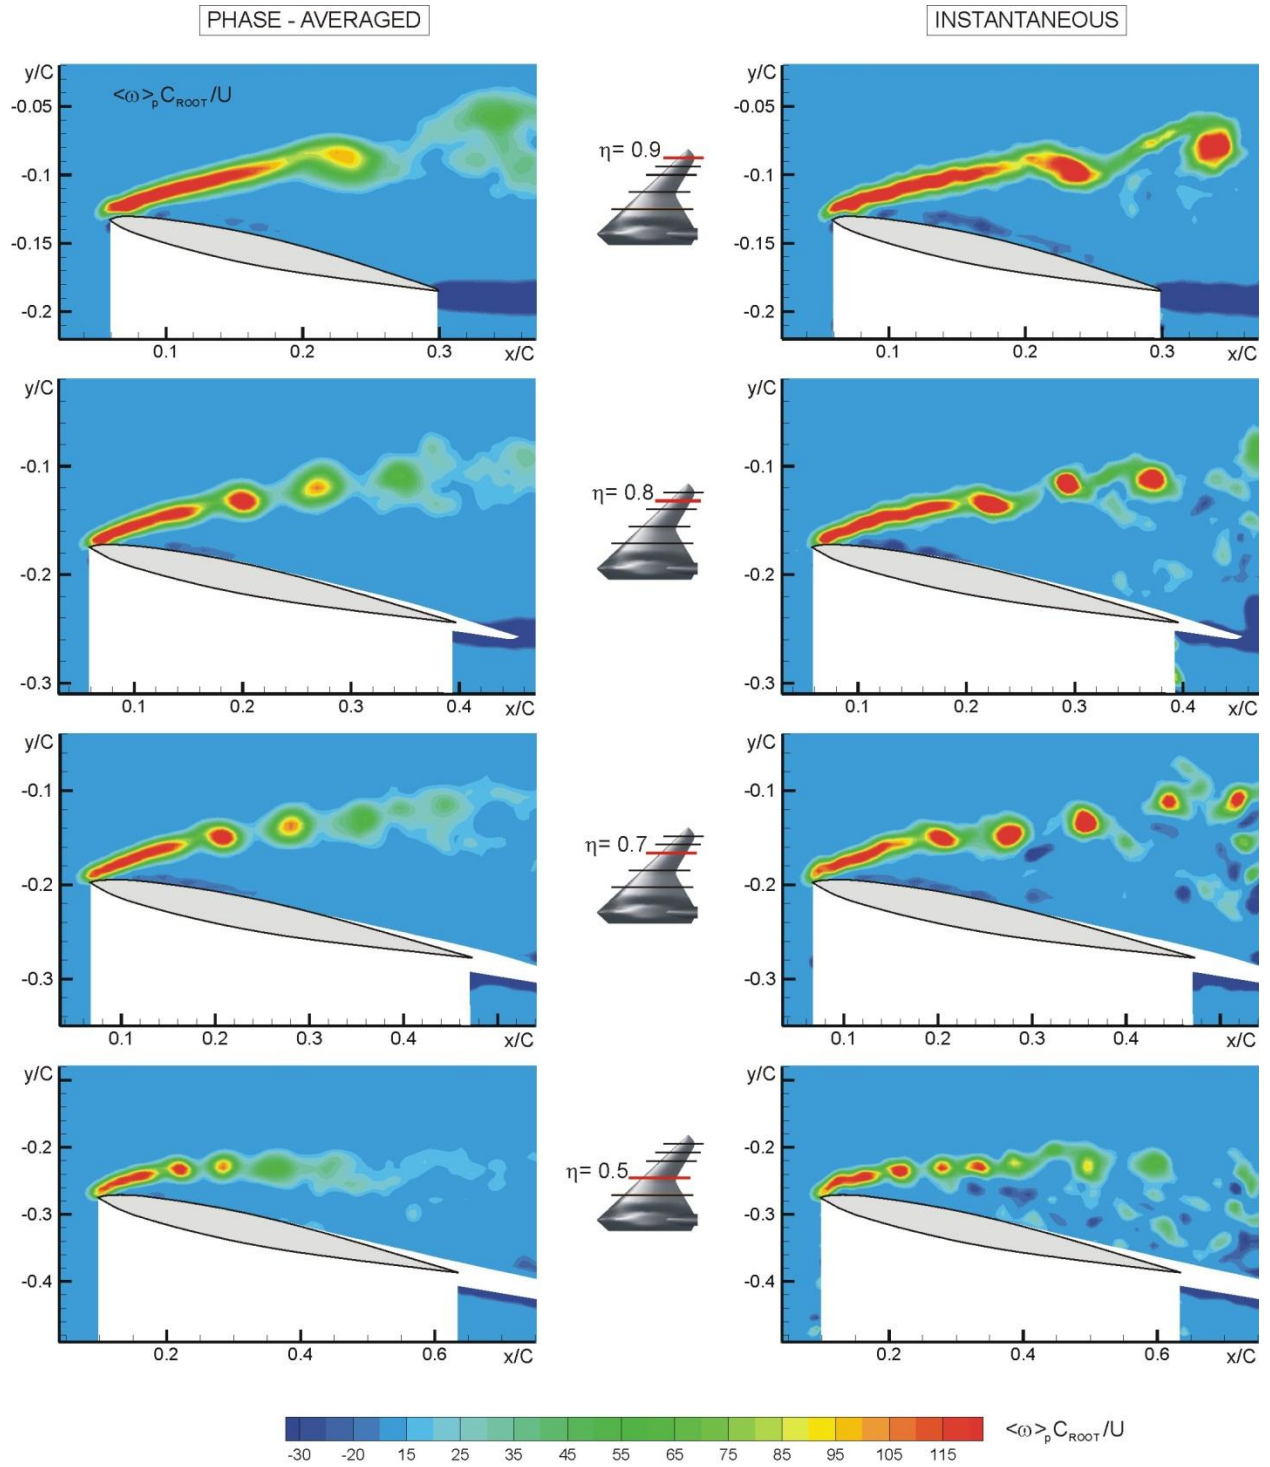 PHASE - AVERAGED
INSTANTANEOUS
y/C
<ω>ₚC_ROOT/U
-0.05
-0.1
-0.15
-0.2
0.1
0.2
0.3
x/C
η= 0.9
y/C
-0.05
-0.1
-0.15
-0.2
0.1
0.2
0.3
x/C
y/C
-0.1
-0.2
-0.3
0.1
0.2
0.3
0.4
x/C
η= 0.8
y/C
-0.1
-0.2
-0.3
0.1
0.2
0.3
0.4
x/C
y/C
-0.1
-0.2
-0.3
0.1
0.2
0.3
0.4
x/C
η= 0.7
y/C
-0.1
-0.2
-0.3
0.1
0.2
0.3
0.4
x/C
y/C
-0.2
-0.3
-0.4
0.2
0.4
0.6
x/C
η= 0.5
y/C
-0.2
-0.3
-0.4
0.2
0.4
0.6
x/C
-30 -20 15 25 35 45 55 65 75 85 95 105 115
<ω>ₚC_ROOT/U